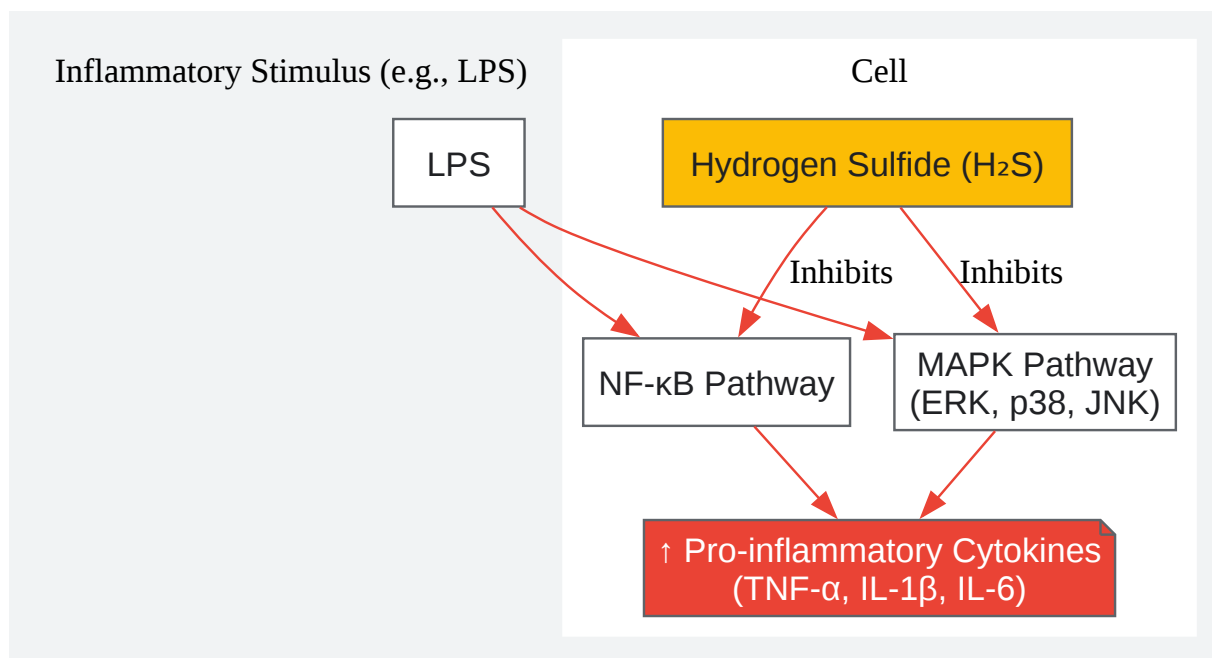 Inflammatory Stimulus (e.g., LPS)
Cell
LPS
Hydrogen Sulfide (H₂S)
Inhibits
Inhibits
NF-κB Pathway
MAPK Pathway
(ERK, p38, JNK)
↑ Pro-inflammatory Cytokines
(TNF-α, IL-1β, IL-6)